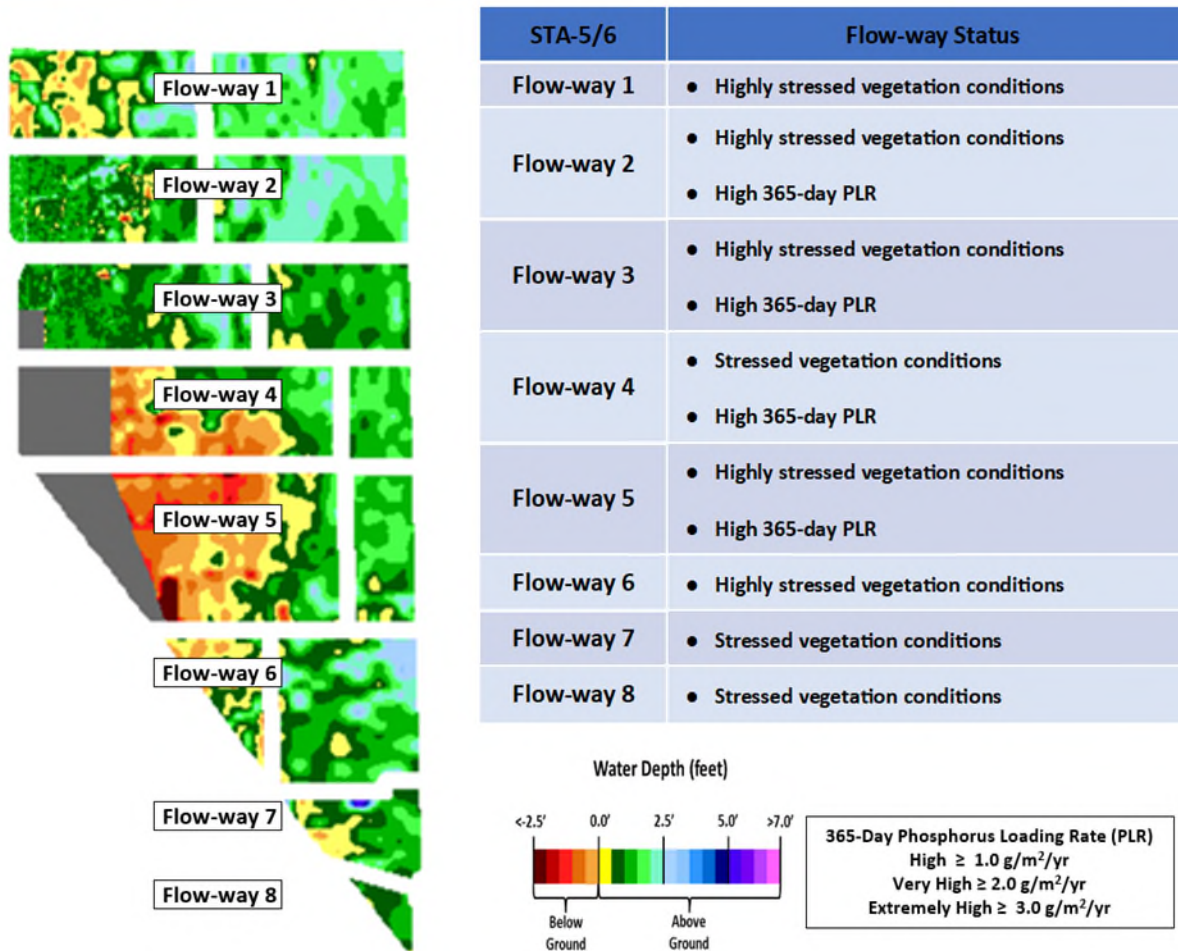 Flow-way 1
Flow-way 2
Flow-way 3
Flow-way 4
Flow-way 5
Flow-way 6
Flow-way 7
Flow-way 8
STA-5/6 Flow-way Status
Flow-way 1 ● Highly stressed vegetation conditions
Flow-way 2 ● Highly stressed vegetation conditions
● High 365-day PLR
Flow-way 3 ● Highly stressed vegetation conditions
● High 365-day PLR
Flow-way 4 ● Stressed vegetation conditions
● High 365-day PLR
Flow-way 5 ● Highly stressed vegetation conditions
● High 365-day PLR
Flow-way 6 ● Highly stressed vegetation conditions
Flow-way 7 ● Stressed vegetation conditions
Flow-way 8 ● Stressed vegetation conditions
Water Depth (feet)
<-2.5' 0.0' 2.5' 5.0' >7.0'
Below Above
Ground Ground
365-Day Phosphorus Loading Rate (PLR)
High ≥ 1.0 g/m²/yr
Very High ≥ 2.0 g/m²/yr
Extremely High ≥ 3.0 g/m²/yr